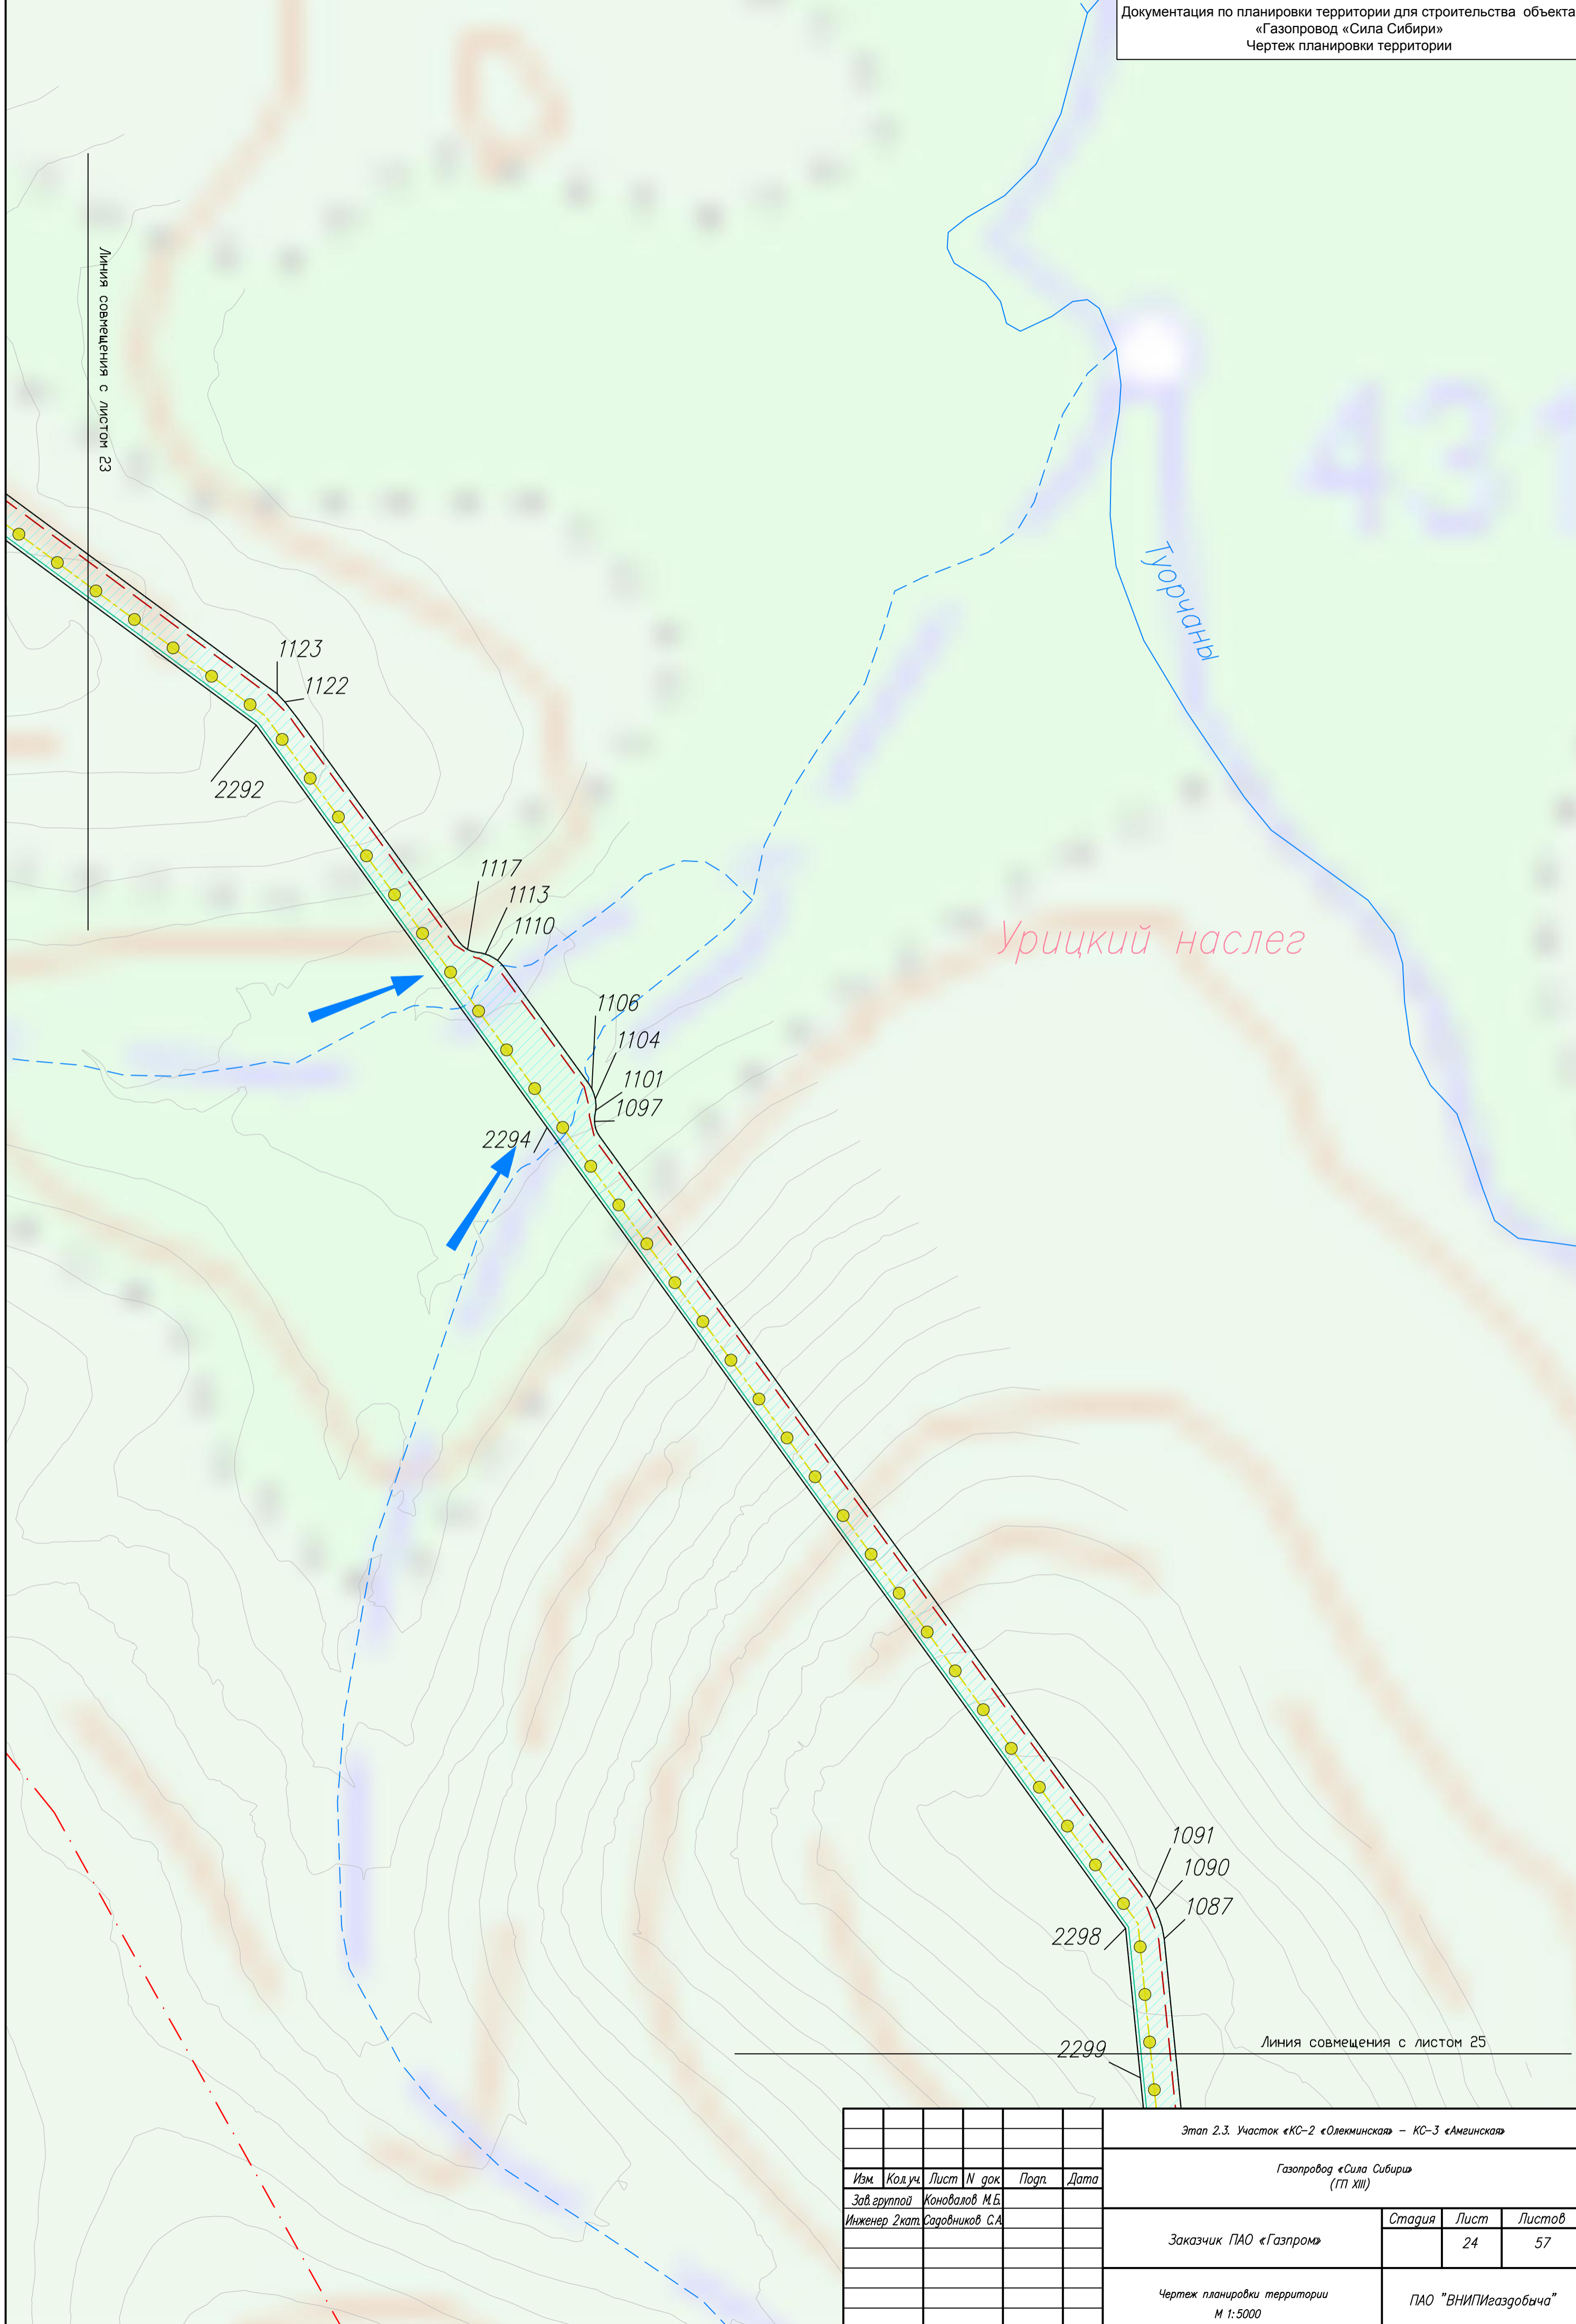 Документация по планировки территории для строительства объекта
«Газопровод «Сила Сибири»
Чертеж планировки территории
Линия совмещения с листом 23
431
Туорчаны
1123
1122
2292
1117
1113
1110
Урицкий наслег
1106
1104
1101
1097
2294
1091
1090
1087
2298
Линия совмещения с листом 25
2299
Этап 2.3. Участок «КС-2 «Олекминская» - КС-3 «Амгинская»
Изм. Кол.уч. Лист N док. Подп. Дата
Газопровод «Сила Сибири»
(ГП XIII)
Зав.группой Коновалов М.Б.
Инженер 2кат. Садовников С.А.
Заказчик ПАО «Газпром»
Стадия Лист Листов
24 57
Чертеж планировки территории
М 1:5000
ПАО "ВНИПИгаздобыча"